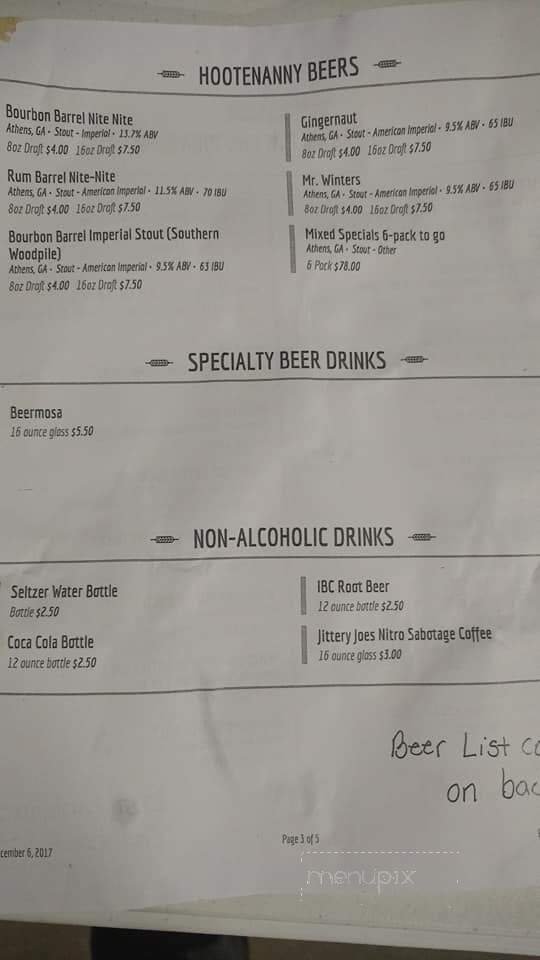 HOOTENANNY BEERS
Bourbon Barrel Nite Nite
Athens, GA • Stout - Imperial • 13.7% ABV
8oz Draft $4.00 16oz Draft $7.50
Rum Barrel Nite-Nite
Athens, GA • Stout - American Imperial • 11.5% ABV • 70 IBU
8oz Draft $4.00 16oz Draft $7.50
Bourbon Barrel Imperial Stout (Southern
Woodpile)
Athens, GA • Stout - American Imperial • 9.5% ABV • 63 IBU
8oz Draft $4.00 16oz Draft $7.50
Gingernaut
Athens, GA • Stout - American Imperial • 9.5% ABV • 65 IBU
8oz Draft $4.00 16oz Draft $7.50
Mr. Winters
Athens, GA • Stout - American Imperial • 9.5% ABV • 65 IBU
8oz Draft $4.00 16oz Draft $7.50
Mixed Specials 6-pack to go
Athens, GA • Stout - Other
6 Pack $78.00
SPECIALTY BEER DRINKS
Beermosa
16 ounce glass $5.50
NON-ALCOHOLIC DRINKS
Seltzer Water Bottle
Bottle $2.50
Coca Cola Bottle
12 ounce bottle $2.50
IBC Root Beer
12 ounce bottle $2.50
Jittery Joes Nitro Sabotage Coffee
16 ounce glass $3.00
Beer List co
on bac
Page 3 of 5
cember 6, 2017
menupix